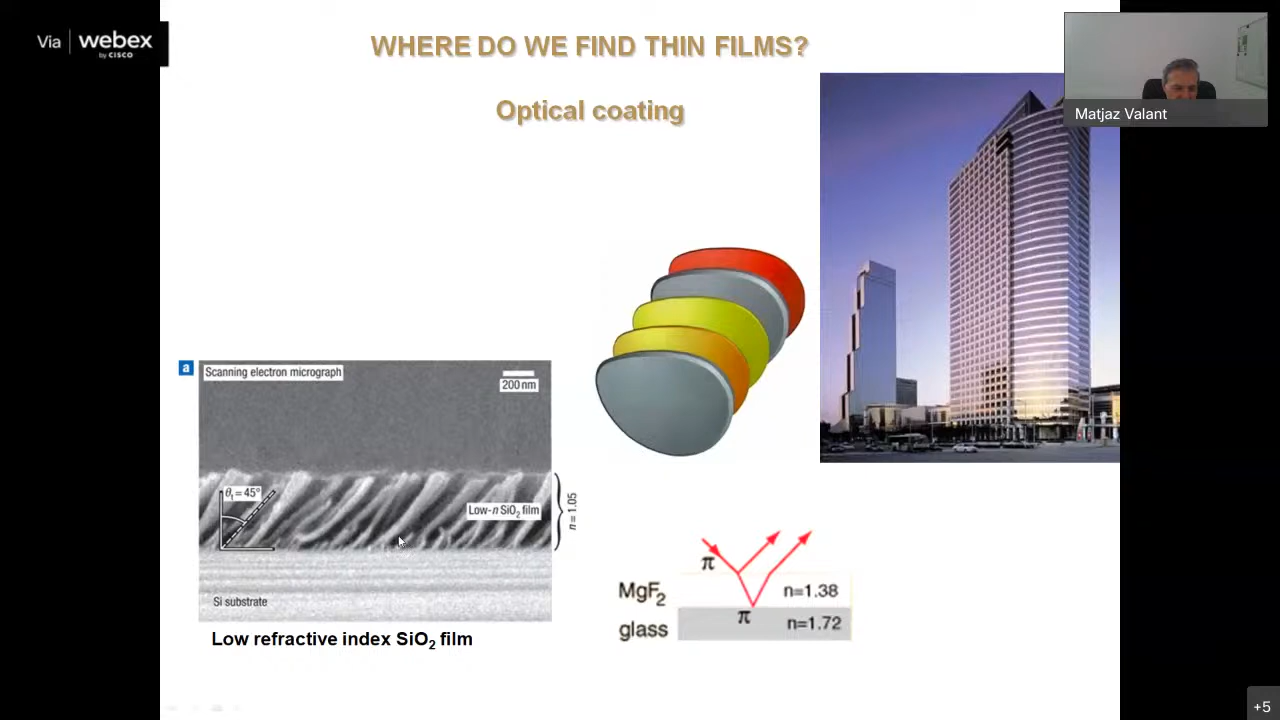 Via webex
by CISCO
WHERE DO WE FIND THIN FILMS?
Optical coating
Matjaz Valant
a
Scanning electron micrograph
200 nm
θt = 45°
Low-n SiO2 film
n = 1.05
Si substrate
Low refractive index SiO2 film
π
MgF2
n=1.38
π
glass
n=1.72
+5